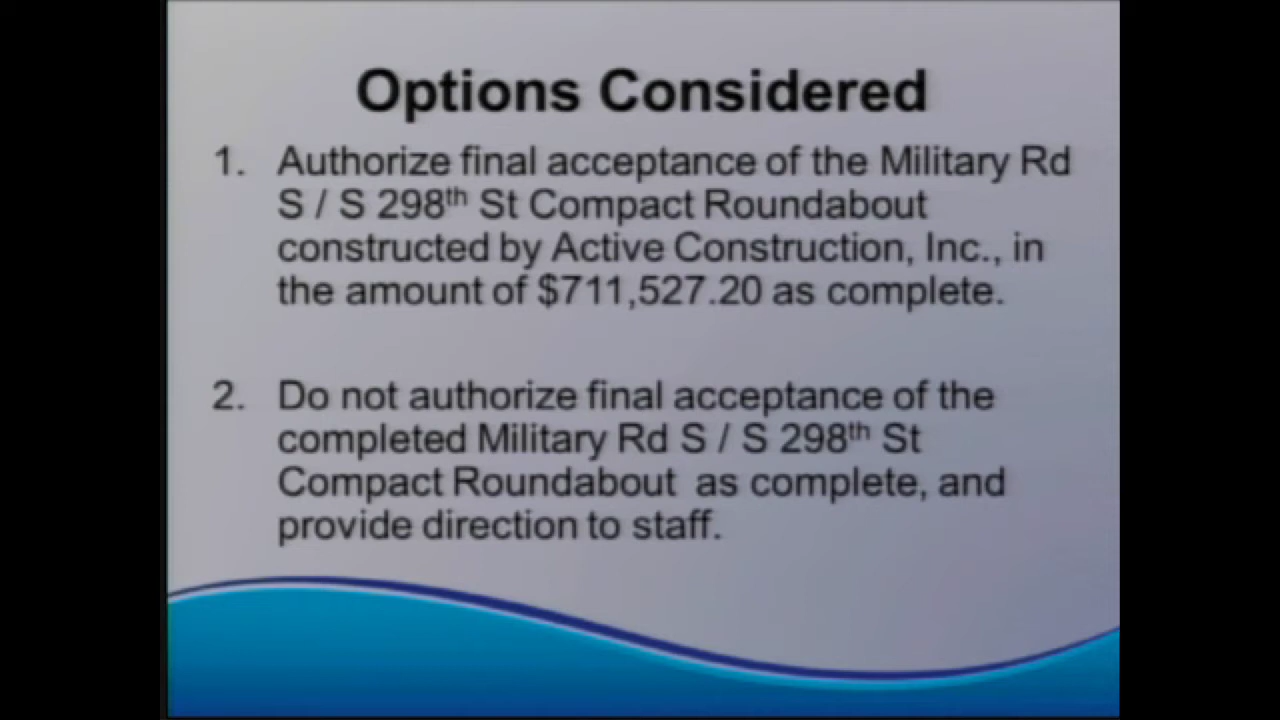 Options Considered
1. Authorize final acceptance of the Military Rd
S / S 298th St Compact Roundabout
constructed by Active Construction, Inc., in
the amount of $711,527.20 as complete.
2. Do not authorize final acceptance of the
completed Military Rd S / S 298th St
Compact Roundabout as complete, and
provide direction to staff.